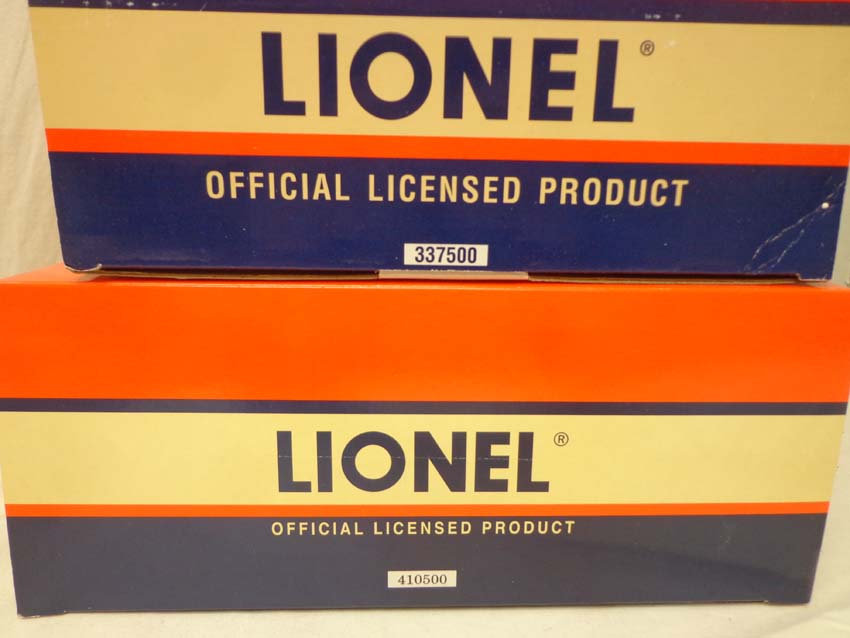 LIONEL®
OFFICIAL LICENSED PRODUCT
337500
LIONEL®
OFFICIAL LICENSED PRODUCT
410500